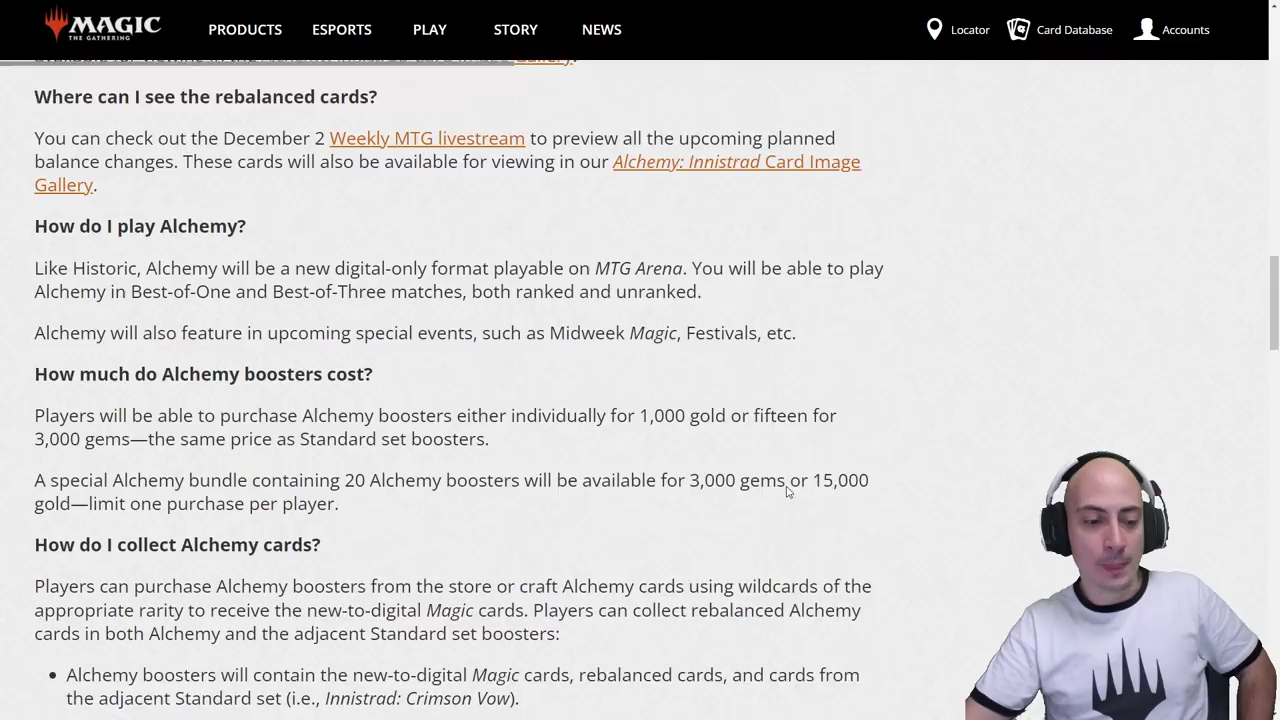 MAGIC
THE GATHERING
PRODUCTS ESPORTS PLAY STORY NEWS Locator Card Database Accounts
available for viewing in the Alchemy: Innistrad Card Image Gallery.
Where can I see the rebalanced cards?
You can check out the December 2 Weekly MTG livestream to preview all the upcoming planned
balance changes. These cards will also be available for viewing in our Alchemy: Innistrad Card Image
Gallery.
How do I play Alchemy?
Like Historic, Alchemy will be a new digital-only format playable on MTG Arena. You will be able to play
Alchemy in Best-of-One and Best-of-Three matches, both ranked and unranked.
Alchemy will also feature in upcoming special events, such as Midweek Magic, Festivals, etc.
How much do Alchemy boosters cost?
Players will be able to purchase Alchemy boosters either individually for 1,000 gold or fifteen for
3,000 gems—the same price as Standard set boosters.
A special Alchemy bundle containing 20 Alchemy boosters will be available for 3,000 gems or 15,000
gold—limit one purchase per player.
How do I collect Alchemy cards?
Players can purchase Alchemy boosters from the store or craft Alchemy cards using wildcards of the
appropriate rarity to receive the new-to-digital Magic cards. Players can collect rebalanced Alchemy
cards in both Alchemy and the adjacent Standard set boosters:
• Alchemy boosters will contain the new-to-digital Magic cards, rebalanced cards, and cards from
the adjacent Standard set (i.e., Innistrad: Crimson Vow).